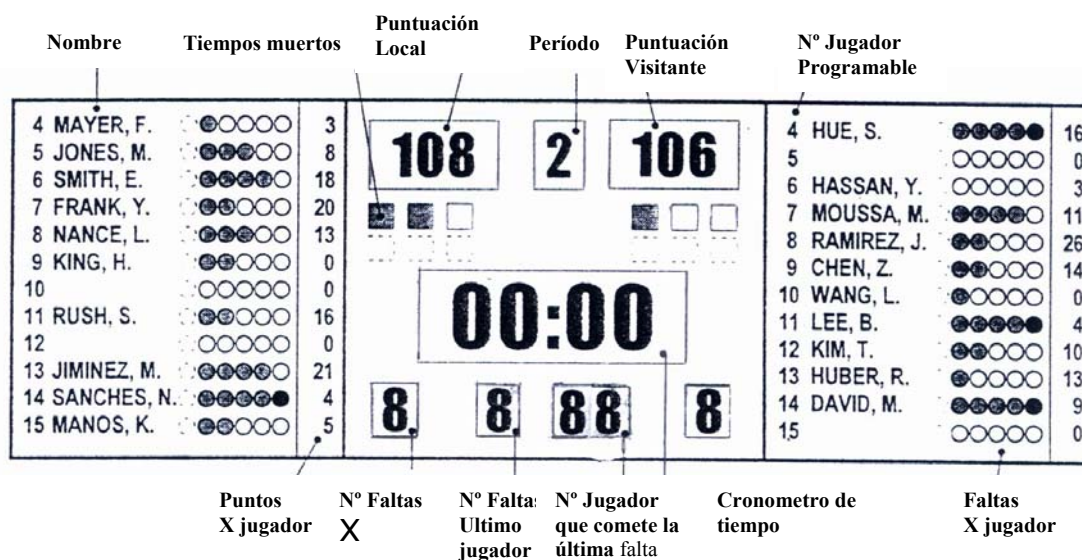 Nombre
Tiempos muertos
Puntuación
Local
Período
Puntuación
Visitante
Nº Jugador
Programable
4 MAYER, F. 3
5 JONES, M. 8
6 SMITH, E. 18
7 FRANK, Y. 20
8 NANCE, L. 13
9 KING, H. 0
10 0
11 RUSH, S. 16
12 0
13 JIMINEZ, M. 21
14 SANCHES, N. 4
15 MANOS, K. 5
108 2 106
00:00
8 8 88 8
4 HUE, S. 16
5 0
6 HASSAN, Y. 3
7 MOUSSA, M. 11
8 RAMIREZ, J. 26
9 CHEN, Z. 14
10 WANG, L. 0
11 LEE, B. 4
12 KIM, T. 10
13 HUBER, R. 13
14 DAVID, M. 9
15 0
Puntos
X jugador
Nº Faltas
X
Nº Faltas
Ultimo
jugador
Nº Jugador
que comete la
última falta
Cronometro de
tiempo
Faltas
X jugador